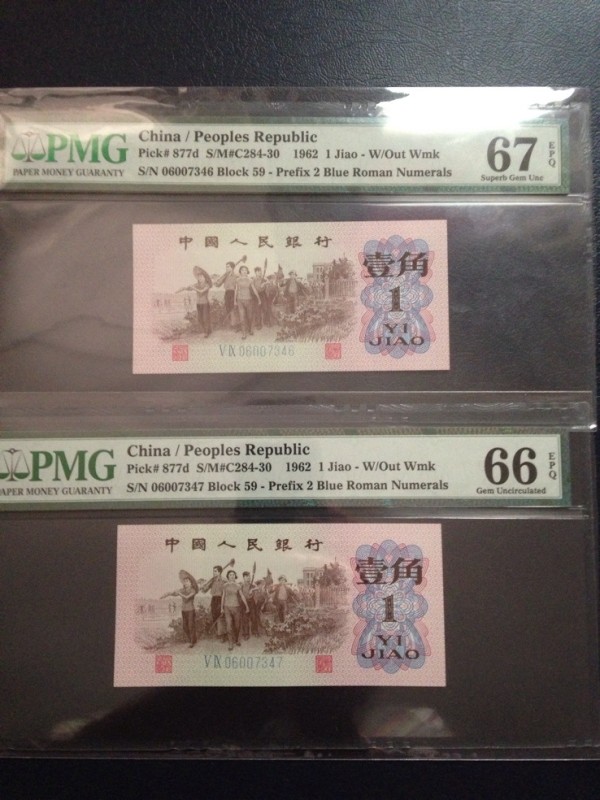 PMG
PAPER MONEY GUARANTY
China / Peoples Republic
Pick# 877d S/M#C284-30 1962 1 Jiao - W/Out Wmk
S/N 06007346 Block 59 - Prefix 2 Blue Roman Numerals
67
EPQ
Superb Gem Unc
中國人民銀行
壹角
1
YI
JIAO
V IX 06007346
PMG
PAPER MONEY GUARANTY
China / Peoples Republic
Pick# 877d S/M#C284-30 1962 1 Jiao - W/Out Wmk
S/N 06007347 Block 59 - Prefix 2 Blue Roman Numerals
66
EPQ
Gem Uncirculated
中國人民銀行
壹角
1
YI
JIAO
V IX 06007347